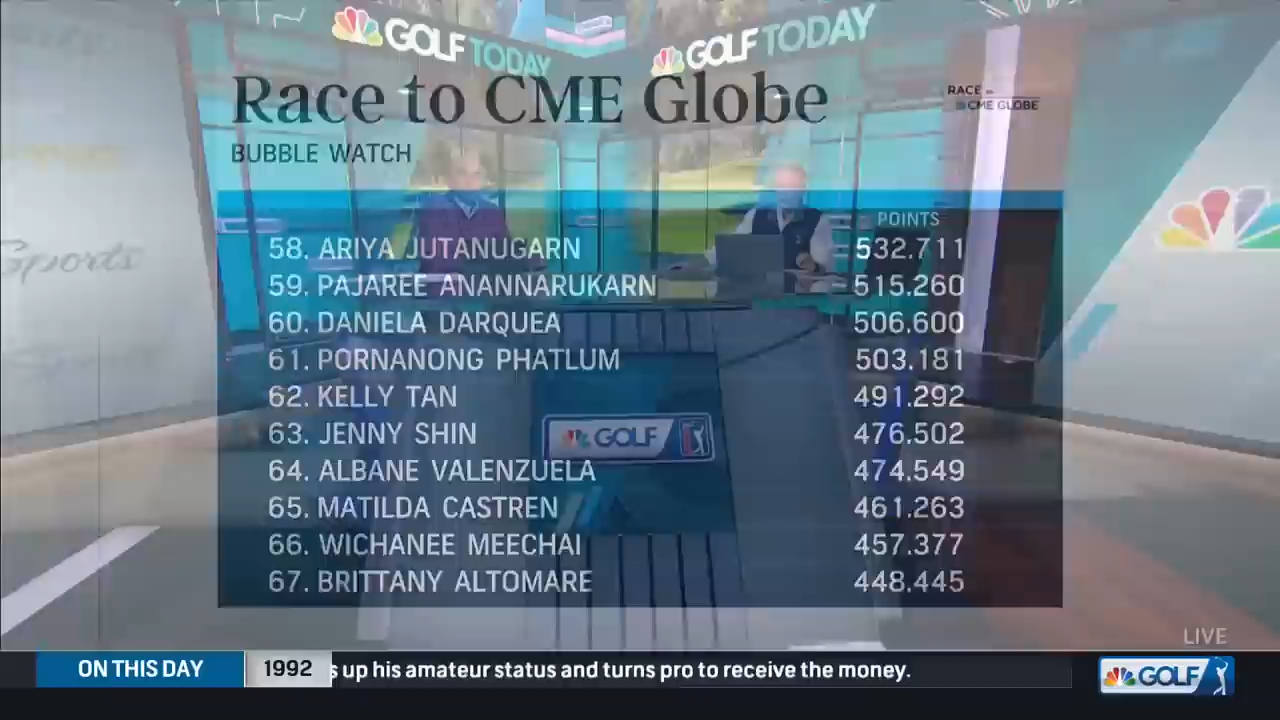 GOLF TODAY
GOLF TODAY
Race to CME Globe
RACE to
CME GLOBE
BUBBLE WATCH
POINTS
58. ARIYA JUTANUGARN 532.711
59. PAJAREE ANANNARUKARN 515.260
60. DANIELA DARQUEA 506.600
61. PORNANONG PHATLUM 503.181
62. KELLY TAN 491.292
63. JENNY SHIN 476.502
64. ALBANE VALENZUELA 474.549
65. MATILDA CASTREN 461.263
66. WICHANEE MEECHAI 457.377
67. BRITTANY ALTOMARE 448.445
Sports
GOLF
LIVE
ON THIS DAY 1992 s up his amateur status and turns pro to receive the money.
GOLF